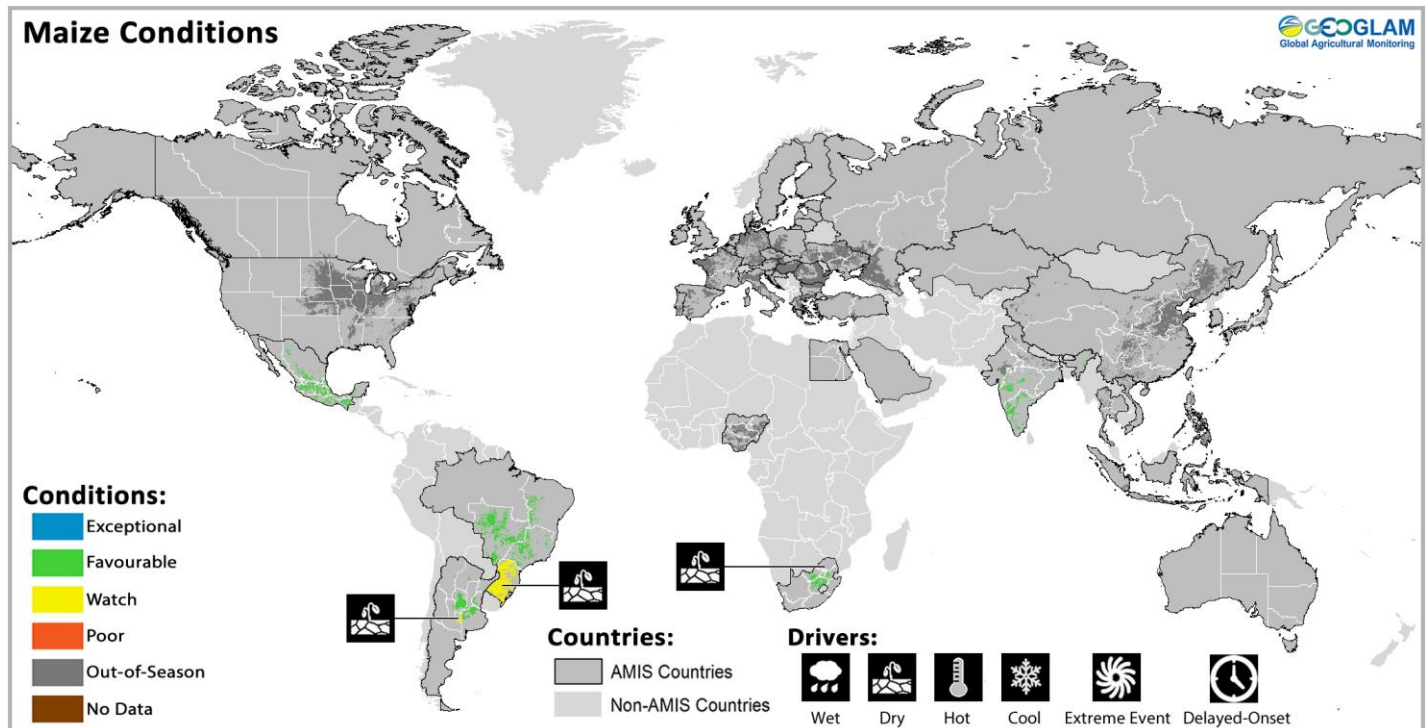 Maize Conditions
GEOGLAM
Global Agricultural Monitoring
Conditions:
Exceptional
Favourable
Watch
Poor
Out-of-Season
No Data
Countries:
AMIS Countries
Non-AMIS Countries
Drivers:
Wet
Dry
Hot
Cool
Extreme Event
Delayed-Onset